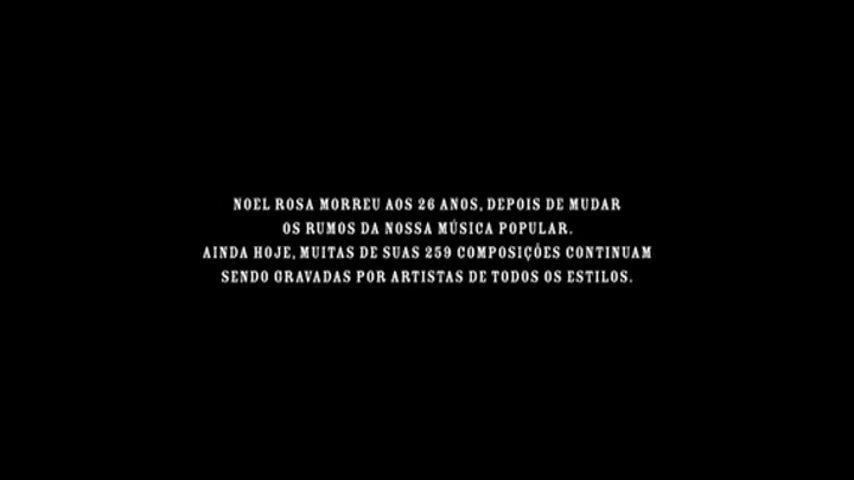 NOEL ROSA MORREU AOS 26 ANOS, DEPOIS DE MUDAR
OS RUMOS DA NOSSA MÚSICA POPULAR.
AINDA HOJE, MUITAS DE SUAS 259 COMPOSIÇÕES CONTINUAM
SENDO GRAVADAS POR ARTISTAS DE TODOS OS ESTILOS.